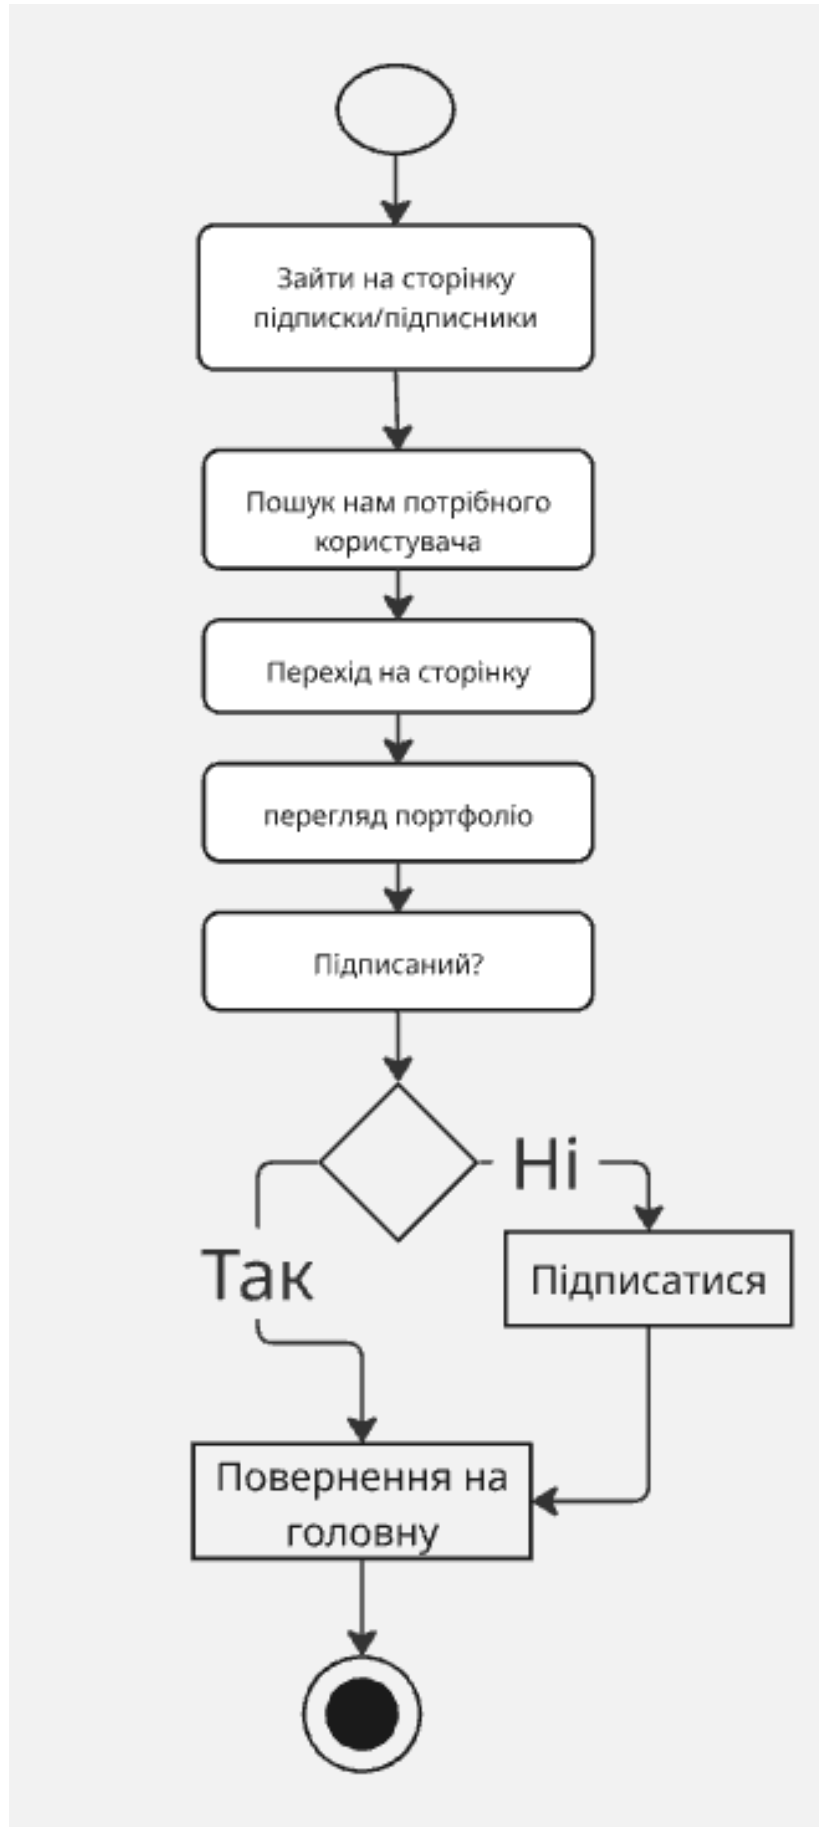 Зайти на сторінку
підписки/підписники
Пошук нам потрібного
користувача
Перехід на сторінку
перегляд портфоліо
Підписаний?
Ні
Так
Підписатися
Повернення на
головну